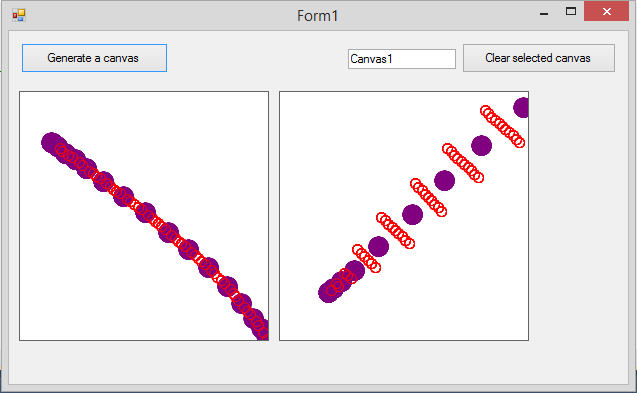 Form1
Generate a canvas
Canvas1
Clear selected canvas